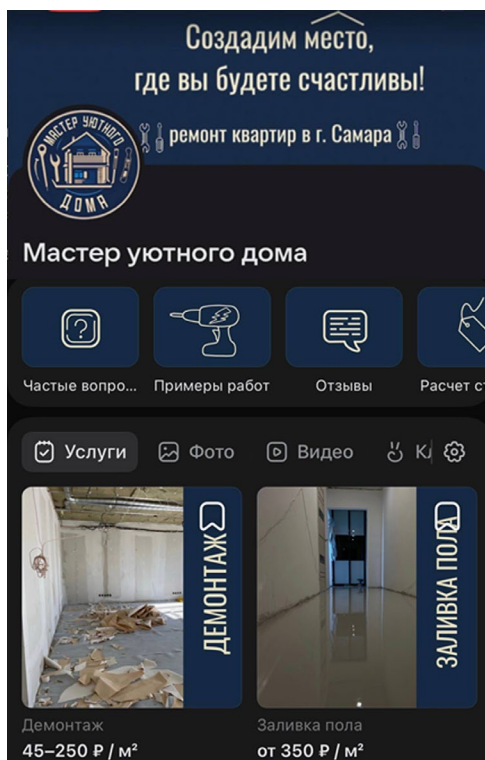 Создадим место,
где вы будете счастливы!
ремонт квартир в г. Самара
МАСТЕР УЮТНОГО
ДОМА
Мастер уютного дома
Частые вопро...
Примеры работ
Отзывы
Расчет с
Услуги
Фото
Видео
ДЕМОНТАЖ
ЗАЛИВКА ПОЛА
Демонтаж
Заливка пола
45–250 ₽ / м²
от 350 ₽ / м²